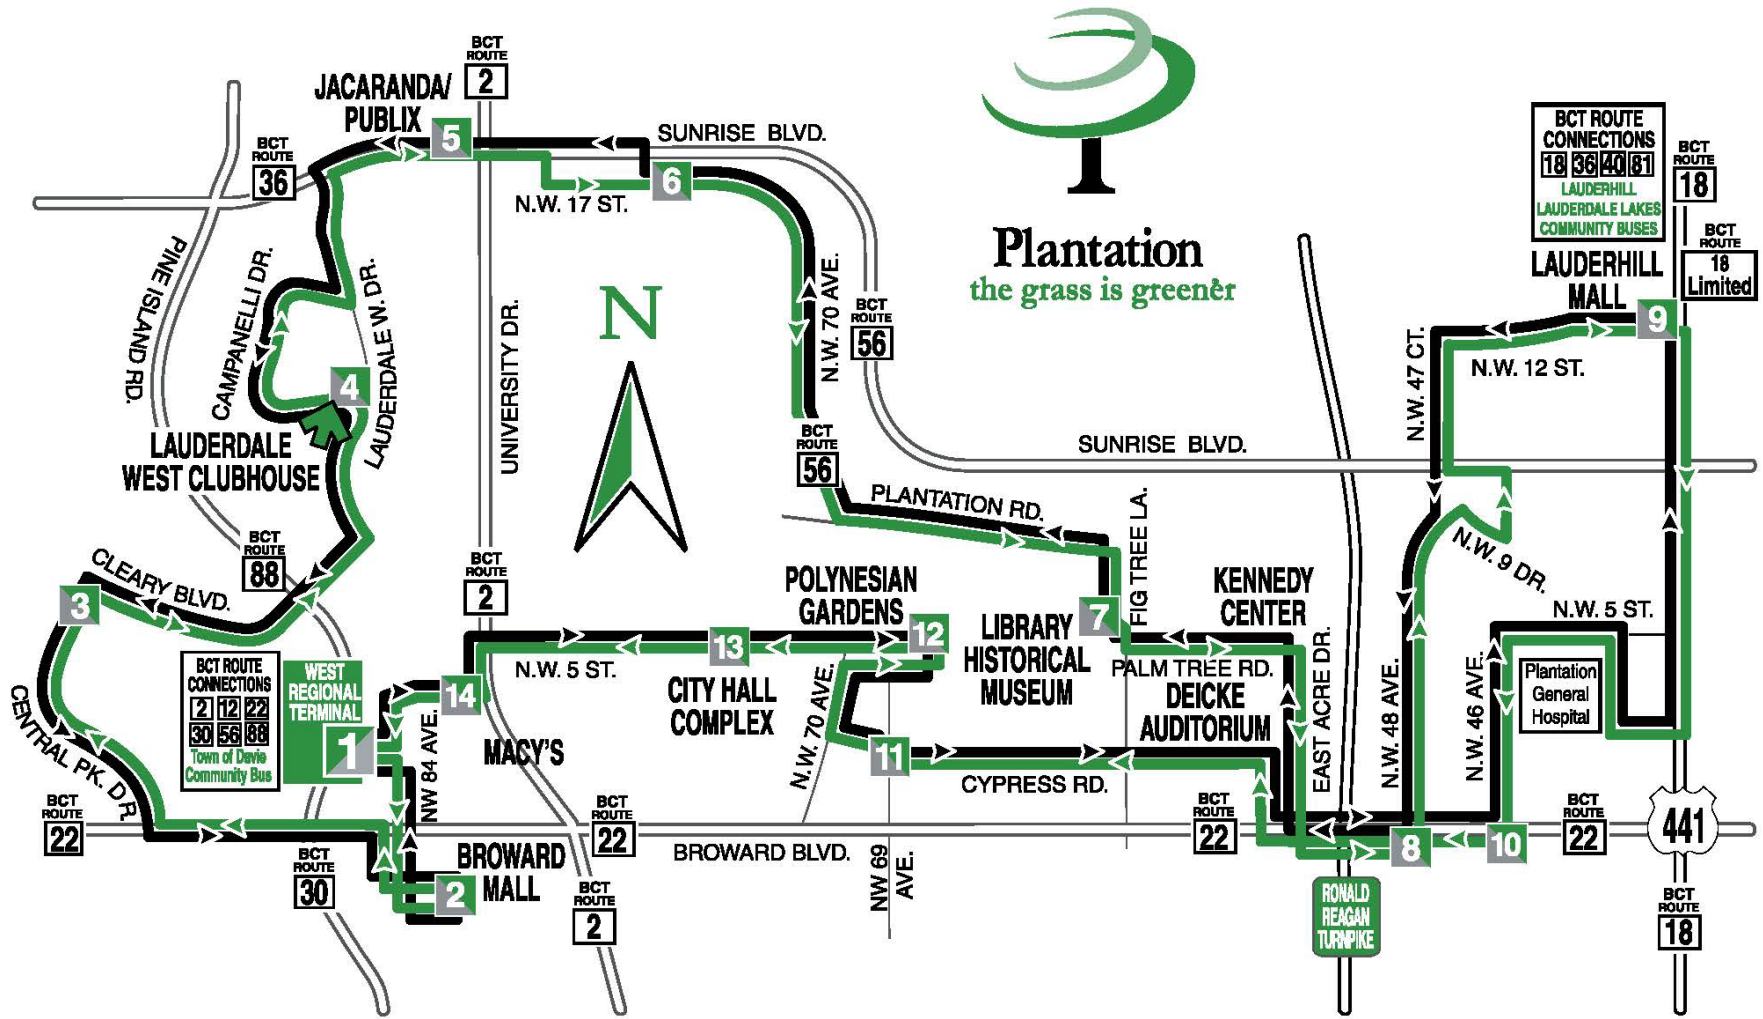 BCT
ROUTE
2
JACARANDA/
PUBLIX
5
SUNRISE BLVD.
BCT
ROUTE
36
6
N.W. 17 ST.
Plantation
the grass is greener
BCT ROUTE
CONNECTIONS
18 36 40 81
LAUDERHILL
LAUDERDALE LAKES
COMMUNITY BUSES
BCT
ROUTE
18
BCT
ROUTE
18
Limited
LAUDERHILL
MALL
9
PINE ISLAND RD.
CAMPANELLI DR.
LAUDERDALE W. DR.
UNIVERSITY DR.
N
N.W. 70 AVE.
BCT
ROUTE
56
N.W. 47 CT.
N.W. 12 ST.
4
LAUDERDALE
WEST CLUBHOUSE
BCT
ROUTE
56
SUNRISE BLVD.
PLANTATION RD.
FIG TREE LA.
N.W. 9 DR.
BCT
ROUTE
88
BCT
ROUTE
2
CLEARY BLVD.
3
POLYNESIAN
GARDENS
12
KENNEDY
CENTER
7
N.W. 5 ST.
LIBRARY
HISTORICAL
MUSEUM
13
N.W. 5 ST.
PALM TREE RD.
BCT ROUTE
CONNECTIONS
2 12 22
30 56 88
Town of Davie
Community Bus
WEST
REGIONAL
TERMINAL
1
14
CITY HALL
COMPLEX
DEICKE
AUDITORIUM
EAST ACRE DR.
Plantation
General
Hospital
CENTRAL PK. DR.
NW 84 AVE.
MACY'S
N.W. 70 AVE.
11
CYPRESS RD.
N.W. 48 AVE.
N.W. 46 AVE.
BCT
ROUTE
22
BCT
ROUTE
22
BCT
ROUTE
22
8
10
BCT
ROUTE
22
441
BCT
ROUTE
30
BROWARD
MALL
2
BROWARD BLVD.
NW 69
AVE.
BCT
ROUTE
2
RONALD
REAGAN
TURNPIKE
BCT
ROUTE
18